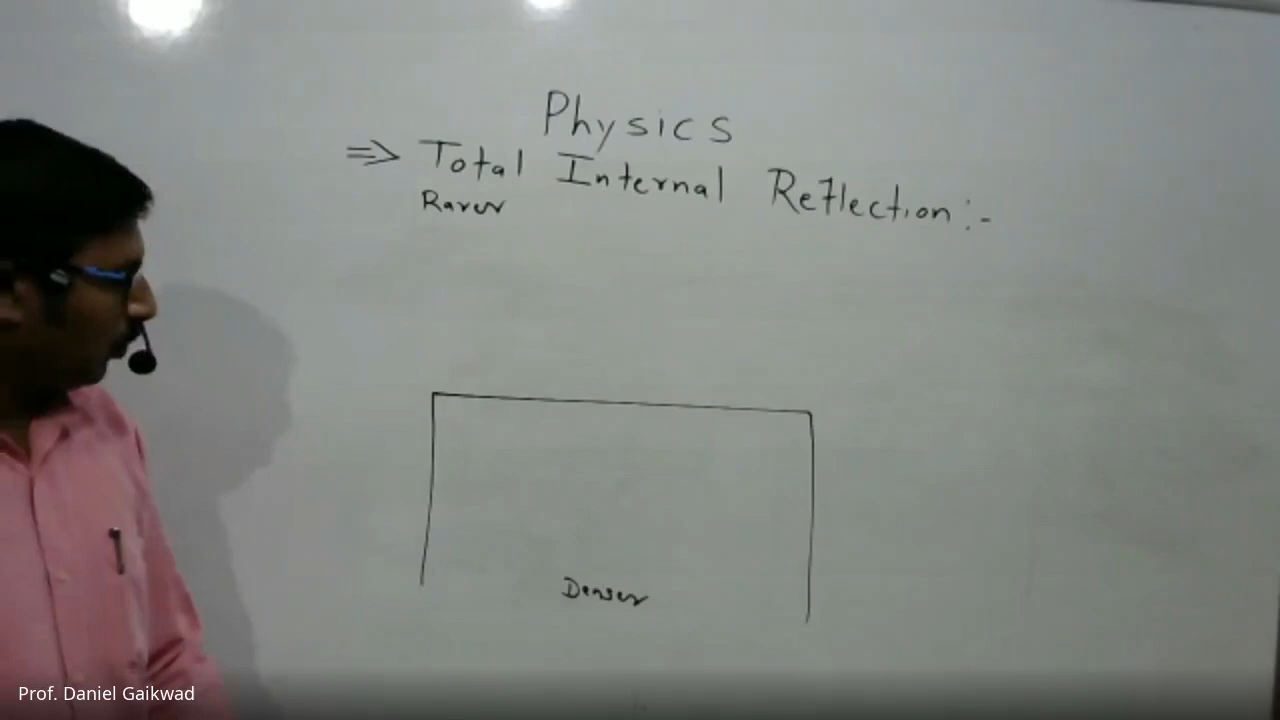 Physics
⇒ Total Internal Reflection:-
Rarer
Denser
Prof. Daniel Gaikwad